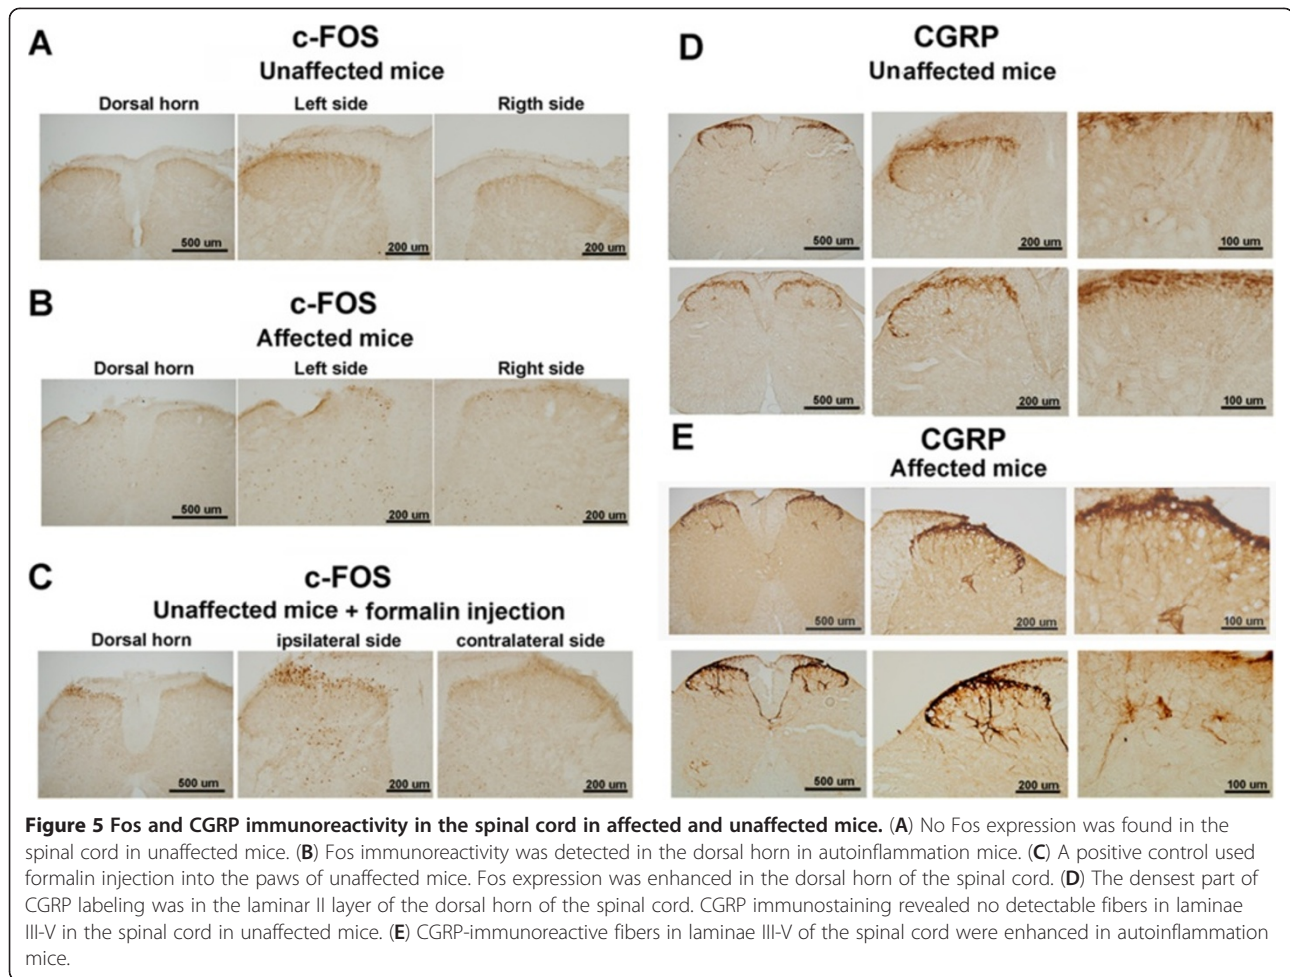 A
c-FOS
Unaffected mice
Dorsal horn Left side Rigth side
500 um 200 um 200 um
B
c-FOS
Affected mice
Dorsal horn Left side Right side
500 um 200 um 200 um
C
c-FOS
Unaffected mice + formalin injection
Dorsal horn ipsilateral side contralateral side
500 um 200 um 200 um
D
CGRP
Unaffected mice
500 um 200 um 100 um
500 um 200 um 100 um
E
CGRP
Affected mice
500 um 200 um 100 um
500 um 200 um 100 um
Figure 5 Fos and CGRP immunoreactivity in the spinal cord in affected and unaffected mice. (A) No Fos expression was found in the
spinal cord in unaffected mice. (B) Fos immunoreactivity was detected in the dorsal horn in autoinflammation mice. (C) A positive control used
formalin injection into the paws of unaffected mice. Fos expression was enhanced in the dorsal horn of the spinal cord. (D) The densest part of
CGRP labeling was in the laminar II layer of the dorsal horn of the spinal cord. CGRP immunostaining revealed no detectable fibers in laminae
III-V in the spinal cord in unaffected mice. (E) CGRP-immunoreactive fibers in laminae III-V of the spinal cord were enhanced in autoinflammation
mice.